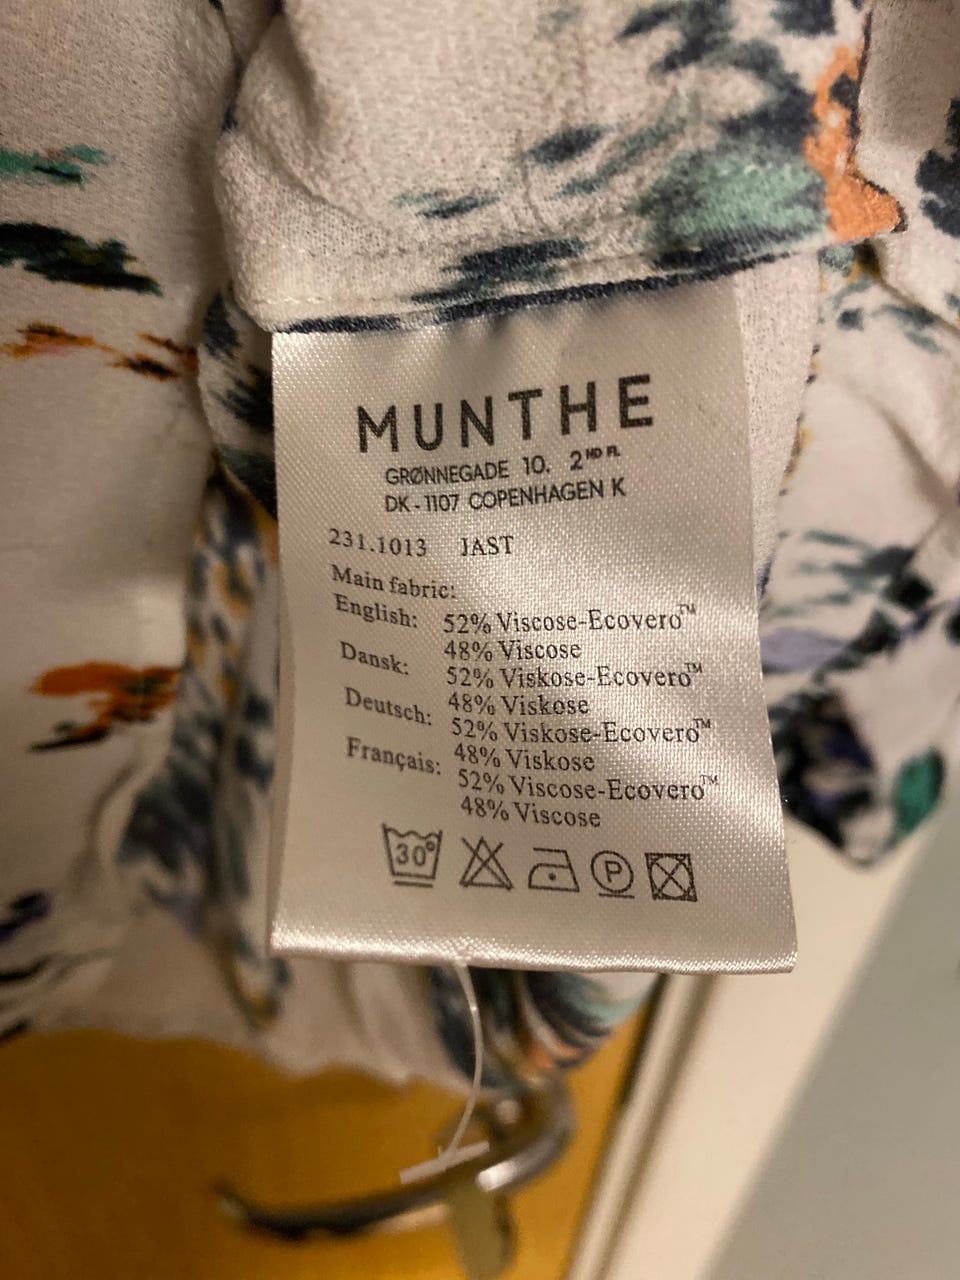 MUNTHE
GRØNNEGADE 10. 2ND FL
DK-1107 COPENHAGEN K
231.1013 JAST
Main fabric:
English: 52% Viscose-Ecovero™
48% Viscose
Dansk: 52% Viskose-Ecovero™
48% Viskose
Deutsch: 52% Viskose-Ecovero™
48% Viskose
Français: 52% Viscose-Ecovero™
48% Viscose
30°
P